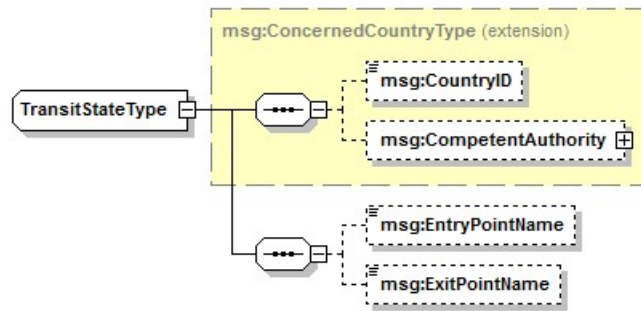 msg:ConcernedCountryType (extension)
msg:CountryID
TransitStateType
msg:CompetentAuthority
msg:EntryPointName
msg:ExitPointName